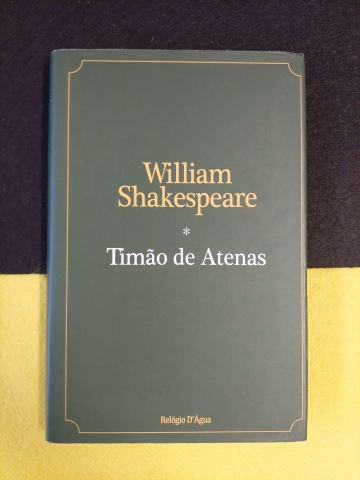 William
Shakespeare
*
Timão de Atenas
Relógio D'Água